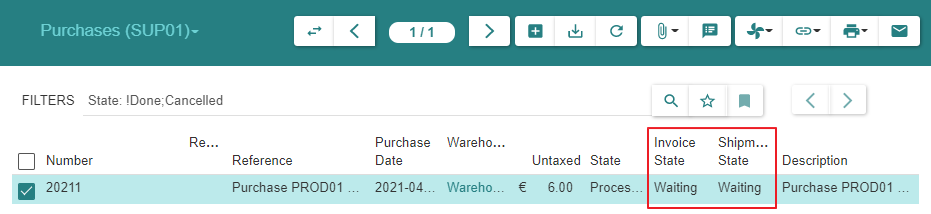 Purchases (SUP01)
1 / 1
FILTERS State: !Done;Cancelled
Number Re... Reference Purchase Date Wareho... Untaxed State Invoice State Shipm... State Description
20211 Purchase PROD01 ... 2021-04... Wareho... € 6.00 Proces... Waiting Waiting Purchase PROD01 ...